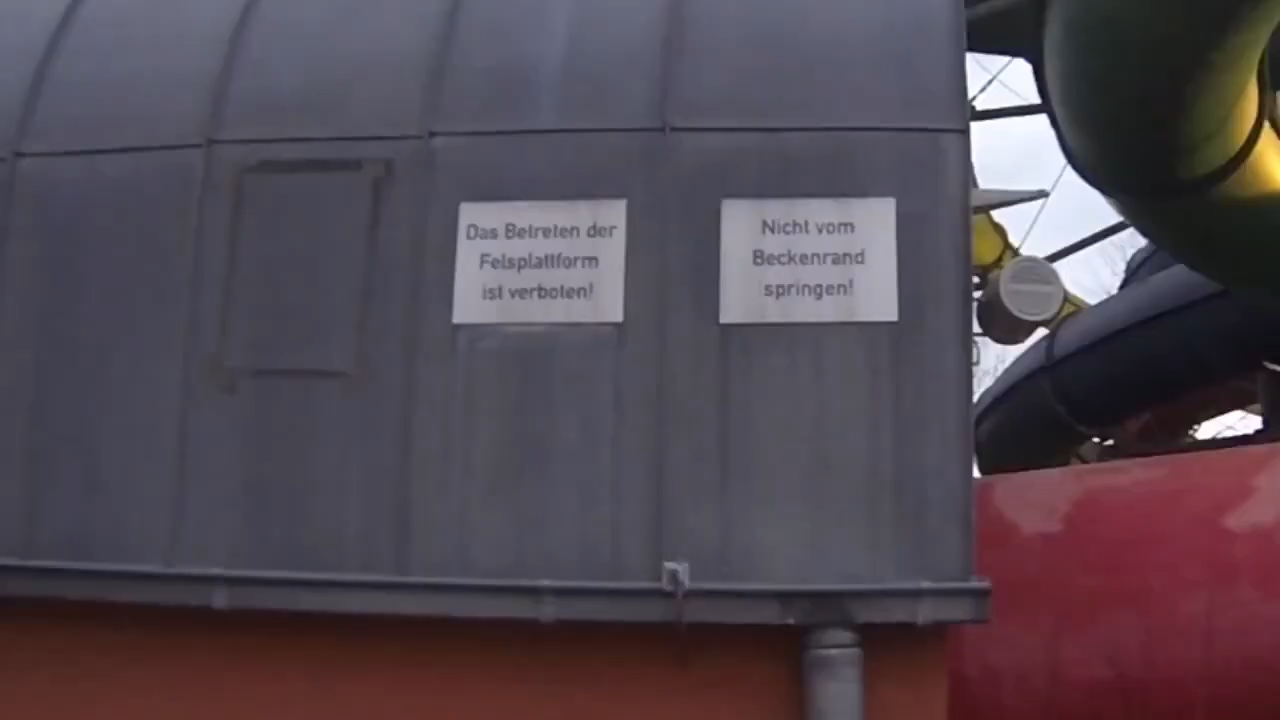 Das Betreten der
Felsplattform
ist verboten!
Nicht vom
Beckenrand
springen!